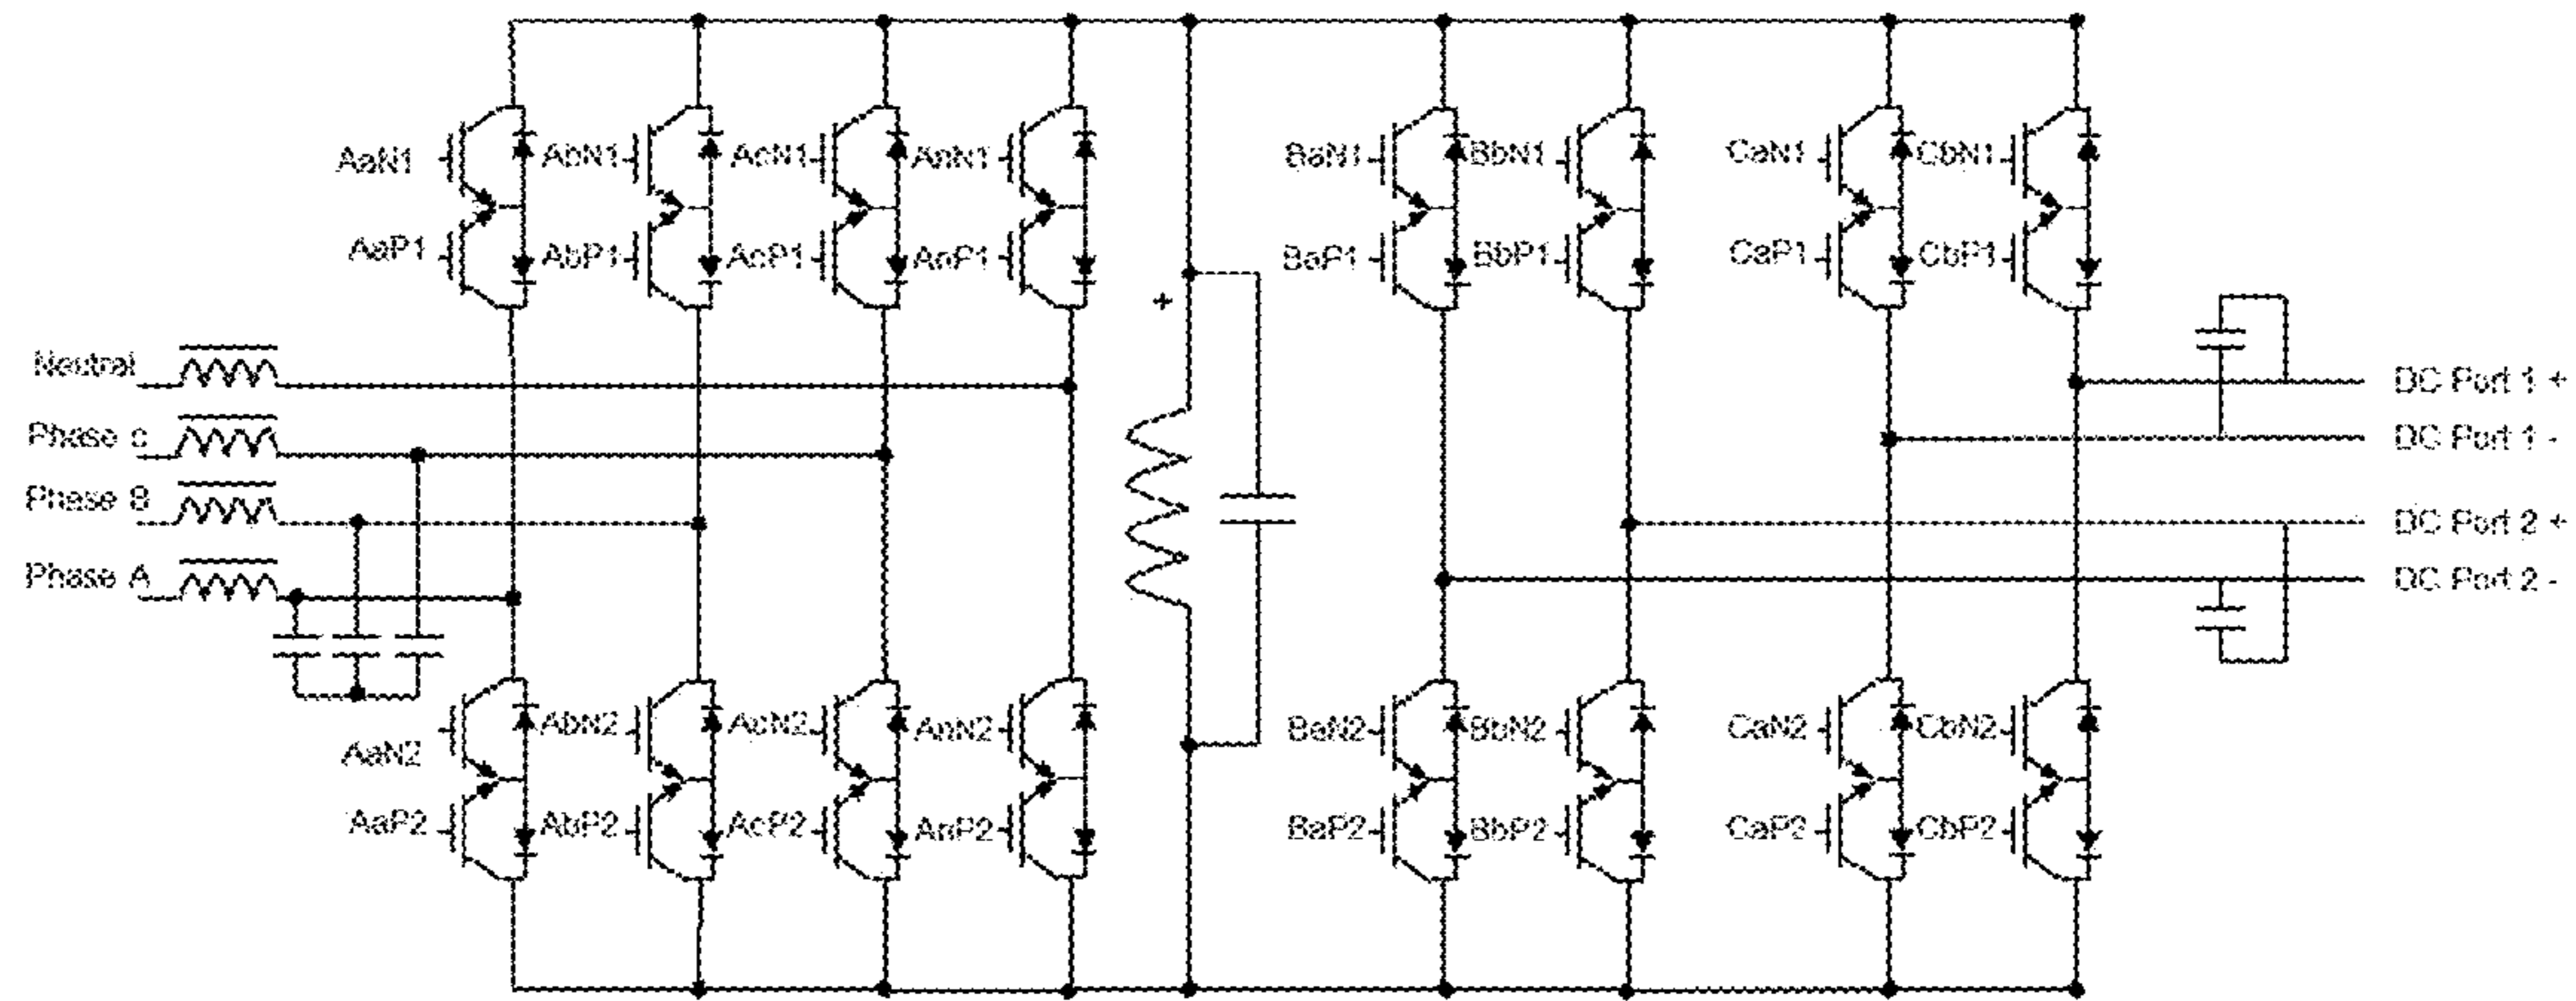 AaN1 AbN1 AcN1 AnN1 BaN1 BbN1 CaN1 CbN1
AaP1 AbP1 AcP1 AnP1 BaP1 BbP1 CaP1 CbP1
+
Neutral
DC Port 1 +
Phase c
DC Port 1 -
Phase B
DC Port 2 +
Phase A
DC Port 2 -
AaN2 AbN2 AcN2 AnN2 BaN2 BbN2 CaN2 CbN2
AaP2 AbP2 AcP2 AnP2 BaP2 BbP2 CaP2 CbP2